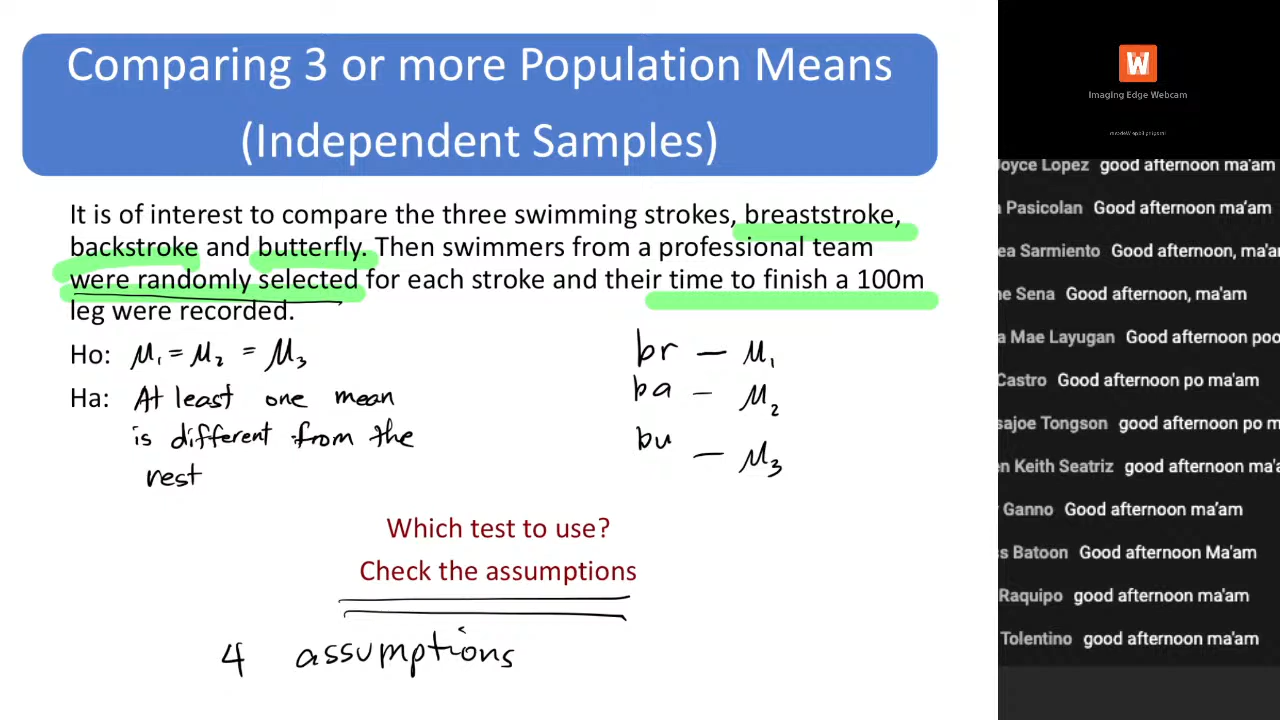 Comparing 3 or more Population Means
(Independent Samples)
It is of interest to compare the three swimming strokes, breaststroke,
backstroke and butterfly. Then swimmers from a professional team
were randomly selected for each stroke and their time to finish a 100m
leg were recorded.
Ho: μ₁ = μ₂ = μ₃
Ha: At least one mean
is different from the
rest
br – μ₁
ba – μ₂
bu – μ₃
Which test to use?
Check the assumptions
4 assumptions
W
Imaging Edge Webcam
oyce Lopez good afternoon ma'am
Pasicolan Good afternoon ma'am
ea Sarmiento Good afternoon, ma'a
ne Sena Good afternoon, ma'am
a Mae Layugan Good afternoon poo
Castro Good afternoon po ma'am
sajoe Tongson good afternoon po m
en Keith Seatriz good afternoon ma'a
Ganno Good afternoon ma'am
ss Batoon Good afternoon Ma'am
Raquipo good afternoon ma'am
Tolentino good afternoon ma'am